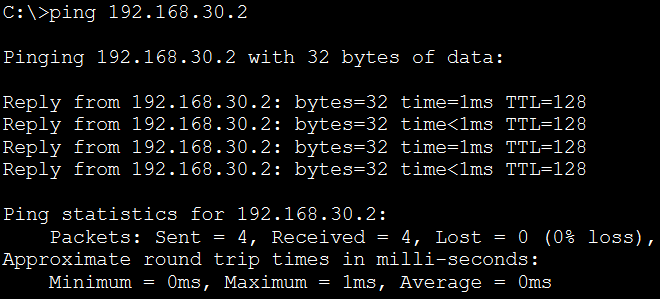 C:\>ping 192.168.30.2
Pinging 192.168.30.2 with 32 bytes of data:
Reply from 192.168.30.2: bytes=32 time=1ms TTL=128
Reply from 192.168.30.2: bytes=32 time<1ms TTL=128
Reply from 192.168.30.2: bytes=32 time=1ms TTL=128
Reply from 192.168.30.2: bytes=32 time<1ms TTL=128
Ping statistics for 192.168.30.2:
    Packets: Sent = 4, Received = 4, Lost = 0 (0% loss),
Approximate round trip times in milli-seconds:
    Minimum = 0ms, Maximum = 1ms, Average = 0ms